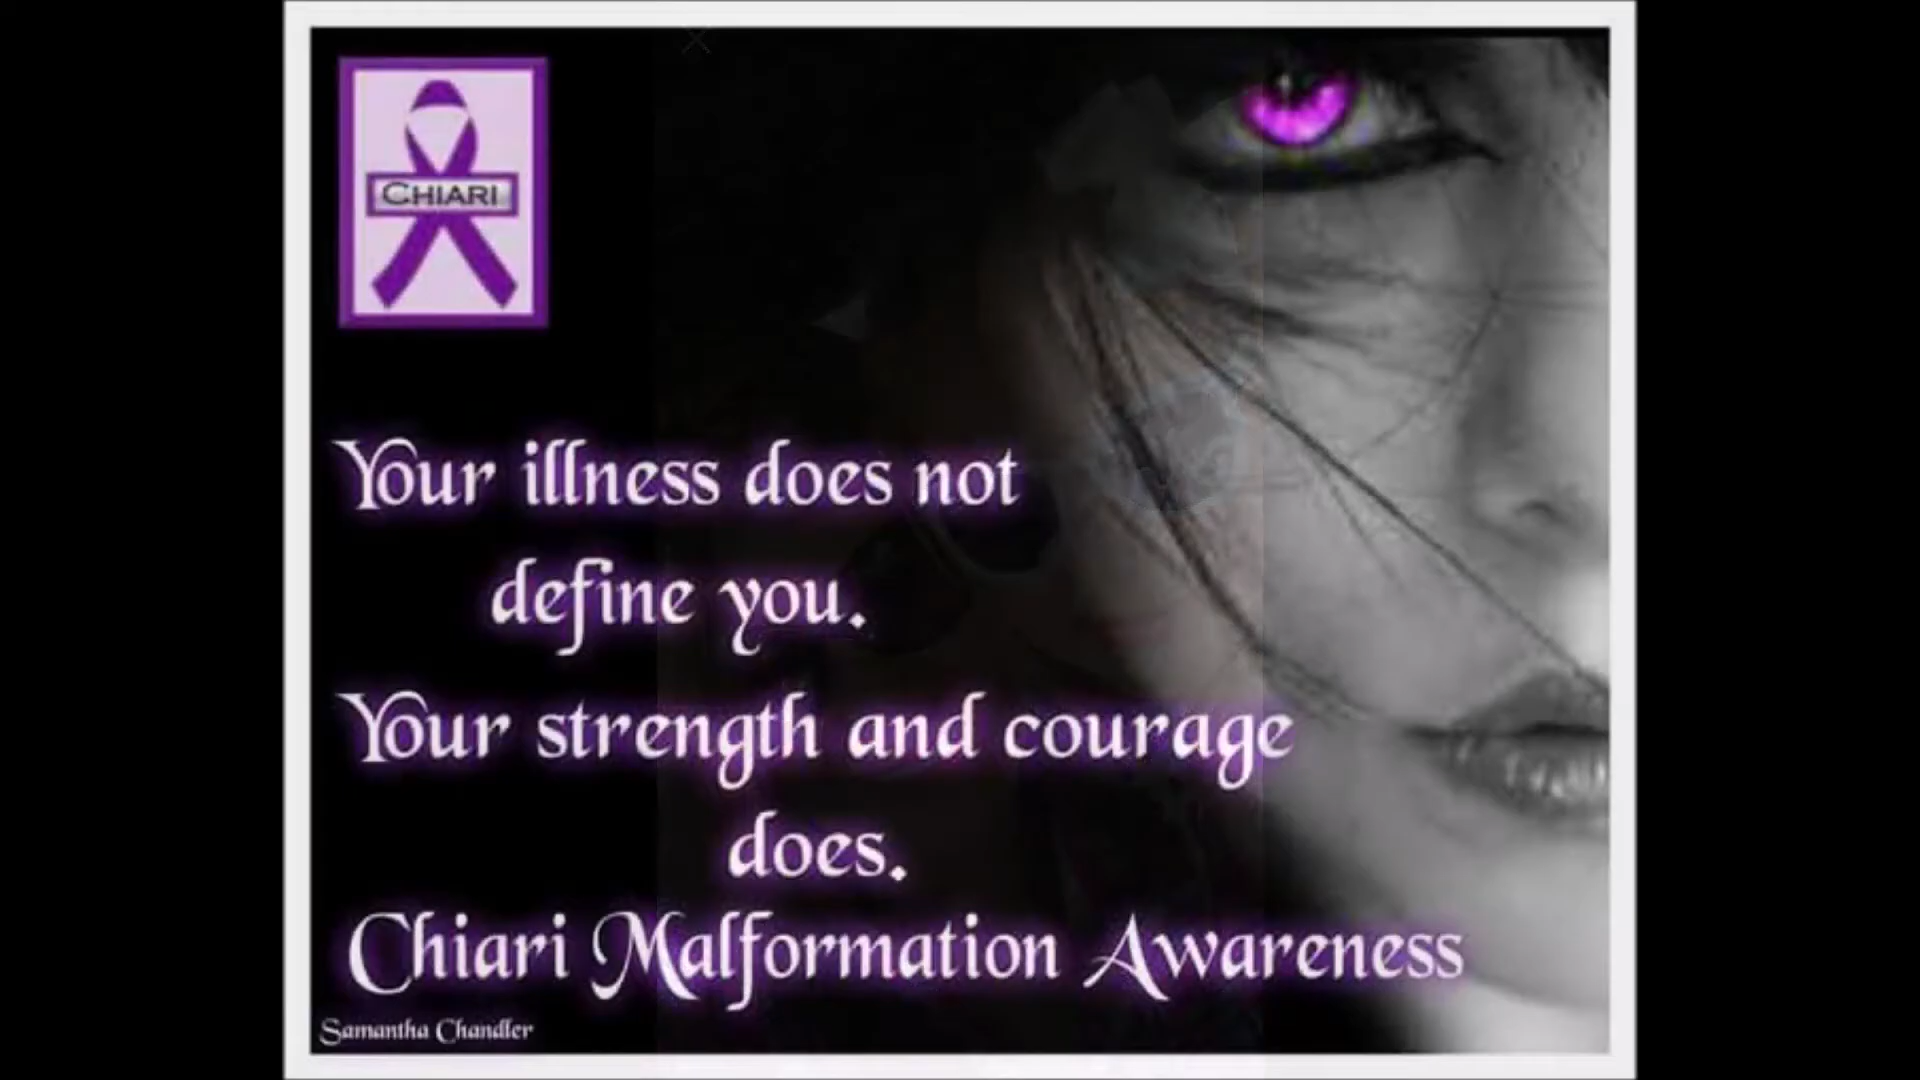 CHIARI
Your illness does not
define you.
Your strength and courage
does.
Chiari Malformation Awareness
Samantha Chandler